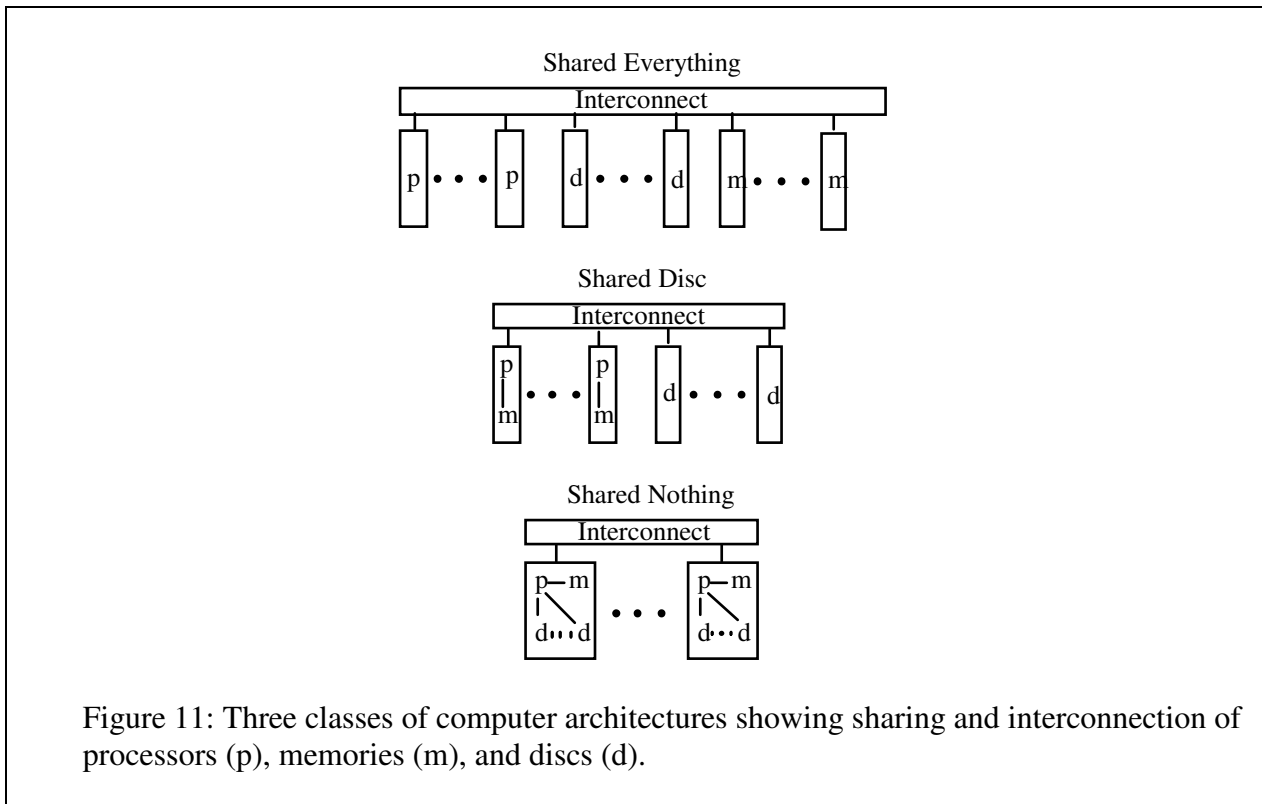 Shared Everything
Interconnect
p • • • p d • • • d m • • • m
Shared Disc
Interconnect
p p
d • • • d
m • • • m
Shared Nothing
Interconnect
p m p m
• • •
d d d d
Figure 11: Three classes of computer architectures showing sharing and interconnection of
processors (p), memories (m), and discs (d).